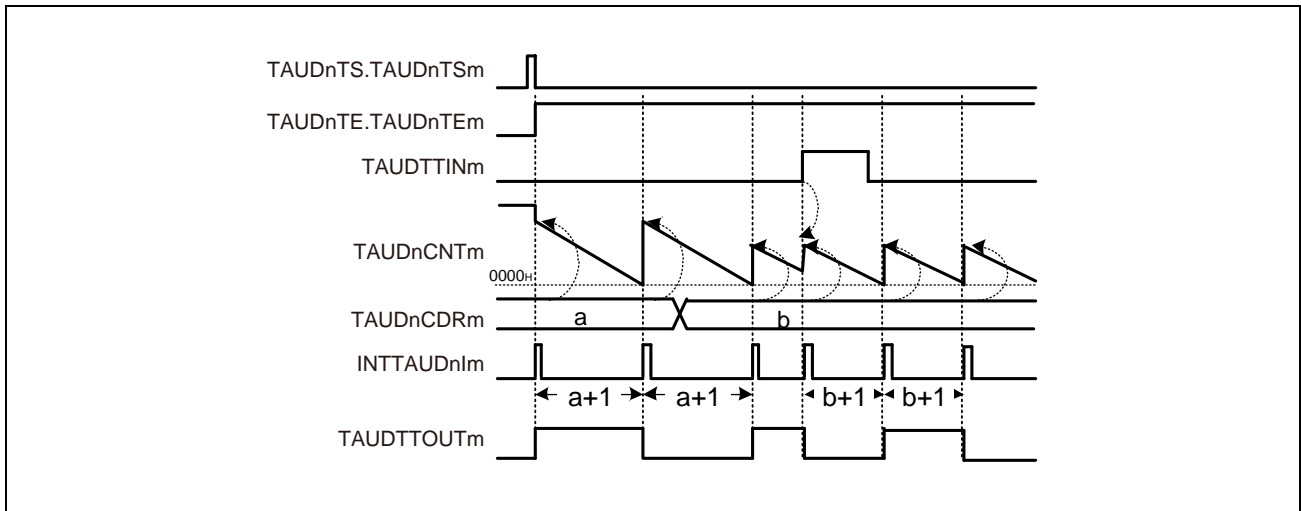 TAUDnTS.TAUDnTSm
TAUDnTE.TAUDnTEm
TAUDTTINm
TAUDnCNTm
0000H
TAUDnCDRm
a
b
INTTAUDnIm
a+1
a+1
b+1
b+1
TAUDTTOUTm